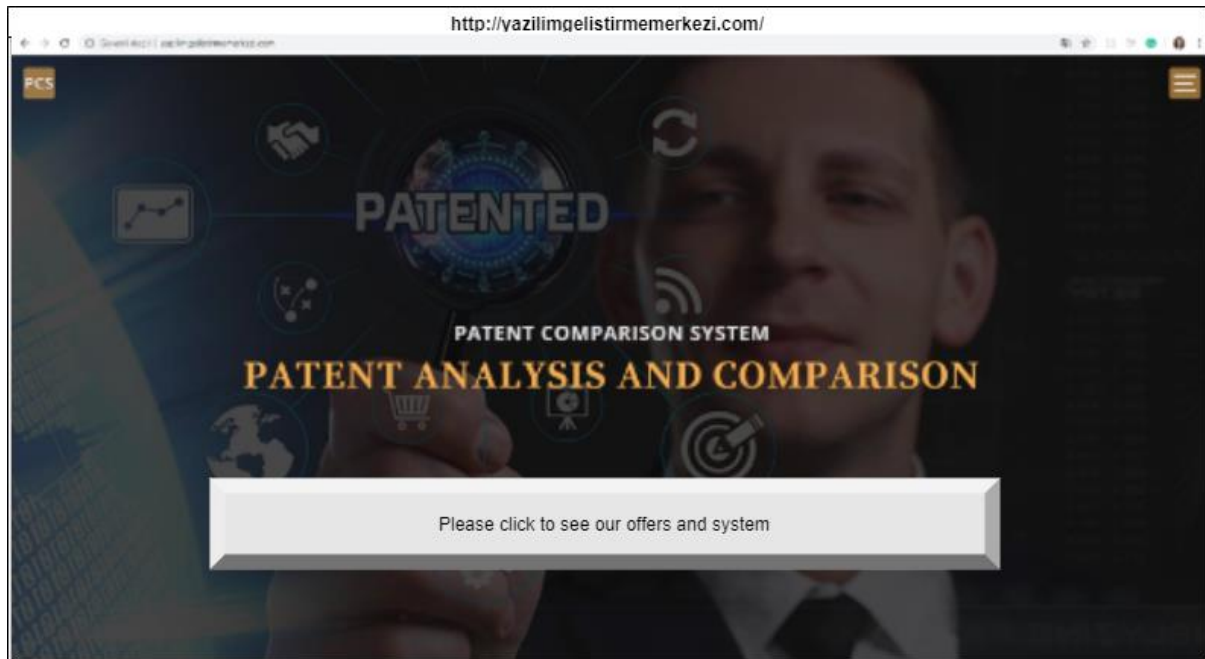 http://yazilimgelistirmemerkezi.com/
PCS
PATENTED
PATENT COMPARISON SYSTEM
PATENT ANALYSIS AND COMPARISON
Please click to see our offers and system